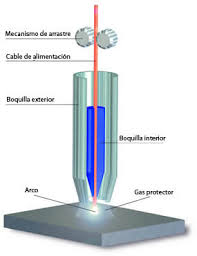 Mecanismo de arrastre
Cable de alimentación
Boquilla exterior
Boquilla interior
Arco
Gas protector